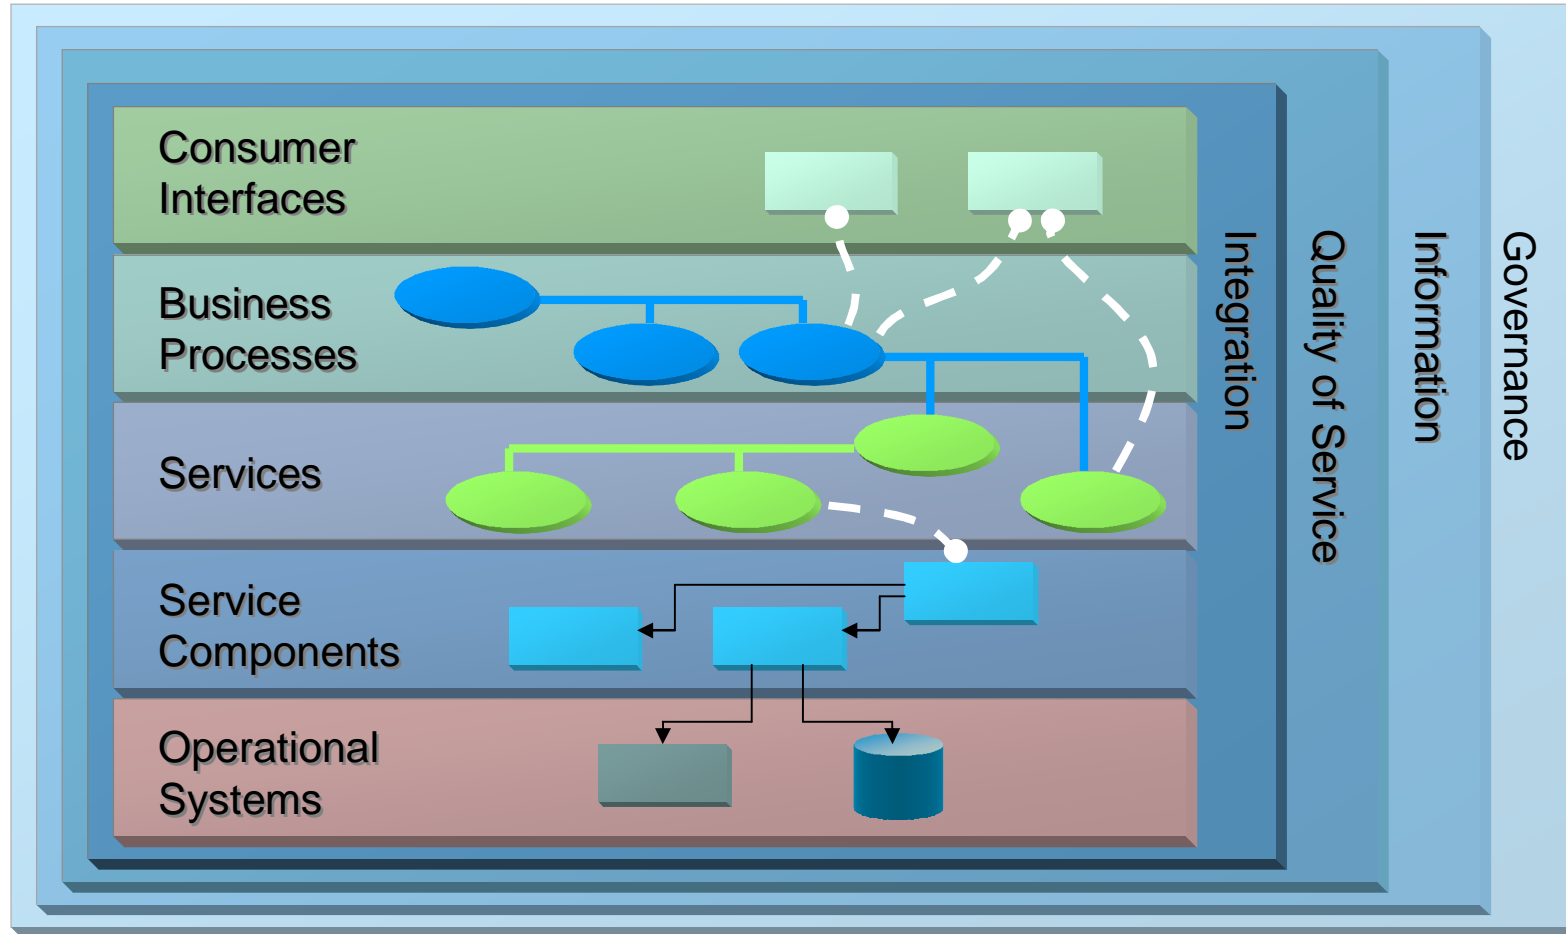 Consumer
Interfaces
Business
Processes
Services
Service
Components
Operational
Systems
Integration
Quality of Service
Information
Governance